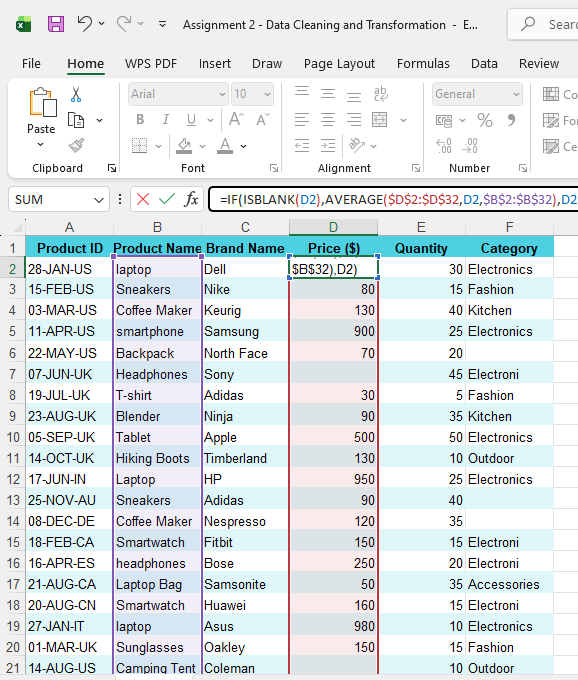 Assignment 2 - Data Cleaning and Transformation - E... Searc
File Home WPS PDF Insert Draw Page Layout Formulas Data Review
Paste Arial 10 ab General Co
B I U A A For
A % 9 Ce
Clipboard Font Alignment Number
SUM fx =IF(ISBLANK(D2),AVERAGE($D$2:$D$32,D2,$B$2:$B$32),D2
A B C D E F
1 Product ID Product Name Brand Name Price ($) Quantity Category
2 28-JAN-US laptop Dell $B$32),D2) 30 Electronics
3 15-FEB-US Sneakers Nike 80 15 Fashion
4 03-MAR-US Coffee Maker Keurig 130 40 Kitchen
5 11-APR-US smartphone Samsung 900 25 Electronics
6 22-MAY-US Backpack North Face 70 20
7 07-JUN-UK Headphones Sony 45 Electroni
8 19-JUL-UK T-shirt Adidas 30 5 Fashion
9 23-AUG-UK Blender Ninja 90 35 Kitchen
10 05-SEP-UK Tablet Apple 500 50 Electronics
11 14-OCT-UK Hiking Boots Timberland 130 10 Outdoor
12 17-JUN-IN Laptop HP 950 25 Electronics
13 25-NOV-AU Sneakers Adidas 90 40
14 08-DEC-DE Coffee Maker Nespresso 120 35
15 18-FEB-CA Smartwatch Fitbit 150 15 Electroni
16 16-APR-ES headphones Bose 250 20 Electroni
17 21-AUG-CA Laptop Bag Samsonite 50 35 Accessories
18 20-AUG-CN Smartwatch Huawei 160 15 Electroni
19 27-JAN-IT laptop Asus 980 10 Electronics
20 01-MAR-UK Sunglasses Oakley 150 15 Fashion
21 14-AUG-US Camping Tent Coleman 10 Outdoor